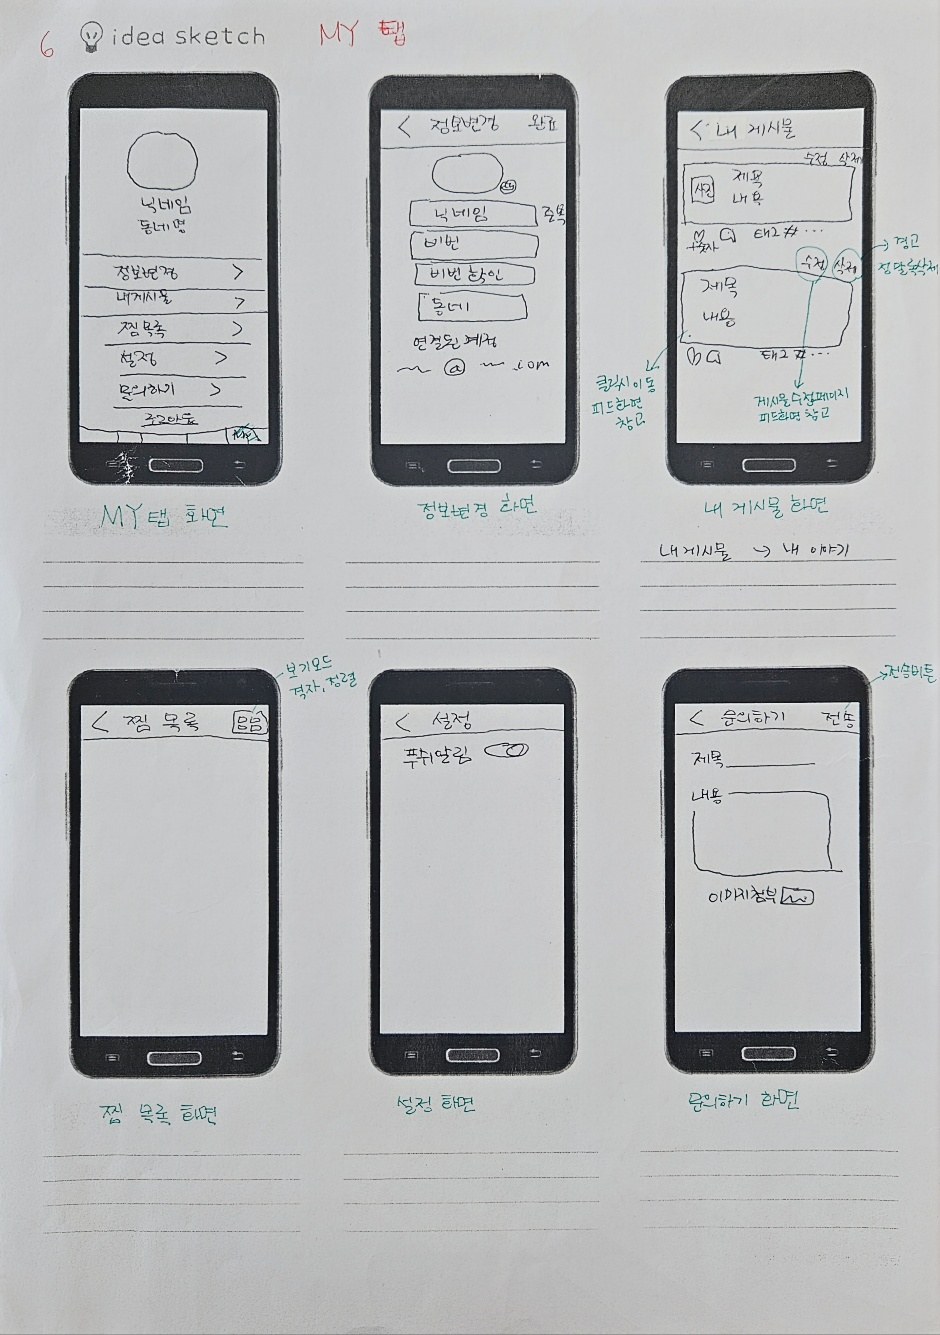 6 idea sketch MY 탭
닉네임
동네명
정보변경 >
내게시물 >
찜목록 >
설정 >
문의하기 >
로그아웃
MY 탭 화면
< 정보변경 완료
닉네임 중복
비번
비번 확인
동네
연결된 계정
~ @ ~.com
정보변경 화면
< 내 게시물
수정 삭제
사진 제목
내용
숫자 태그 #...
수정 삭제 → 경고
정말로 삭제
제목
내용
태그 #...
클릭시 이동
피드화면
참고
게시물 수정페이지
피드화면 참고
내 게시물 화면
내게시물 → 내 이야기
보기모드
격자, 정렬
< 찜 목록
찜 목록 화면
< 설정
푸쉬알림
설정 화면
→ 전송버튼
< 문의하기 전송
제목
내용
이미지첨부
문의하기 화면